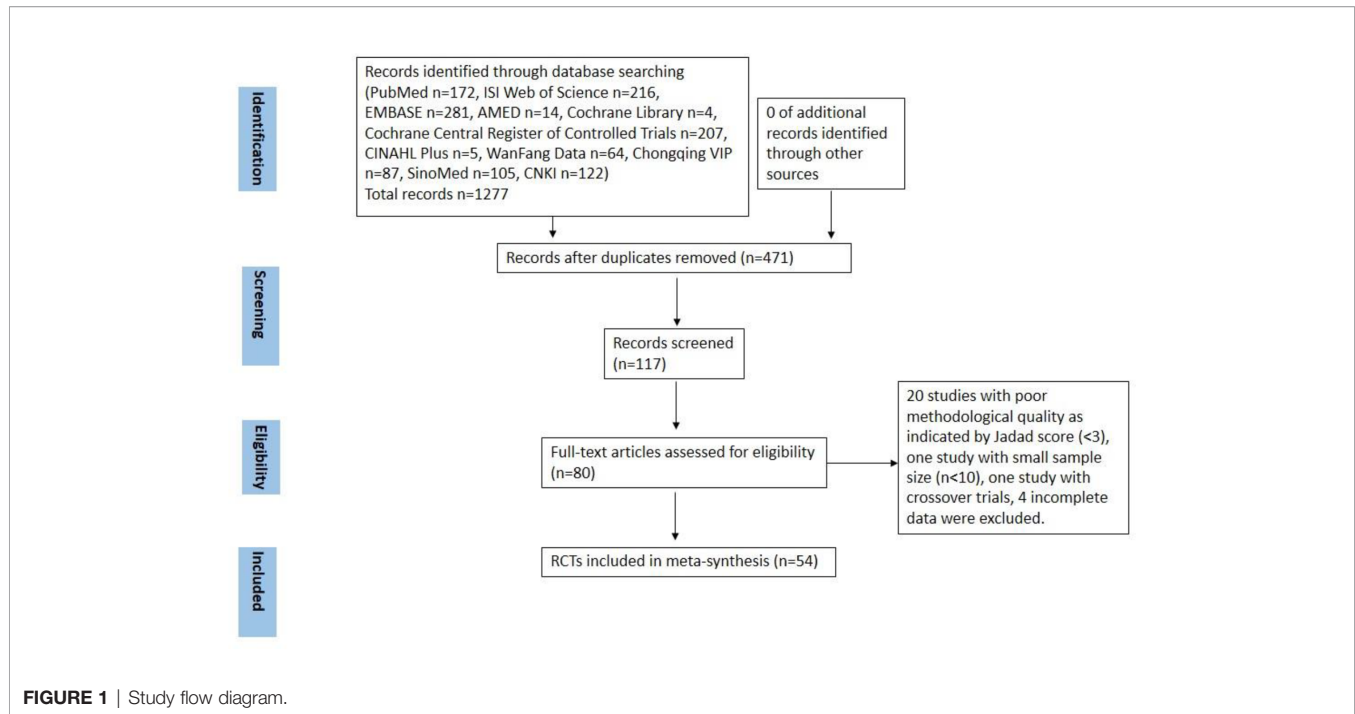 Identification
Records identified through database searching
(PubMed n=172, ISI Web of Science n=216,
EMBASE n=281, AMED n=14, Cochrane Library n=4,
Cochrane Central Register of Controlled Trials n=207,
CINAHL Plus n=5, WanFang Data n=64, Chongqing VIP
n=87, SinoMed n=105, CNKI n=122)
Total records n=1277
0 of additional
records identified
through other
sources
Screening
Records after duplicates removed (n=471)
Records screened
(n=117)
Eligibility
Full-text articles assessed for eligibility
(n=80)
20 studies with poor
methodological quality as
indicated by Jadad score (<3),
one study with small sample
size (n<10), one study with
crossover trials, 4 incomplete
data were excluded.
Included
RCTs included in meta-synthesis (n=54)
FIGURE 1 | Study flow diagram.